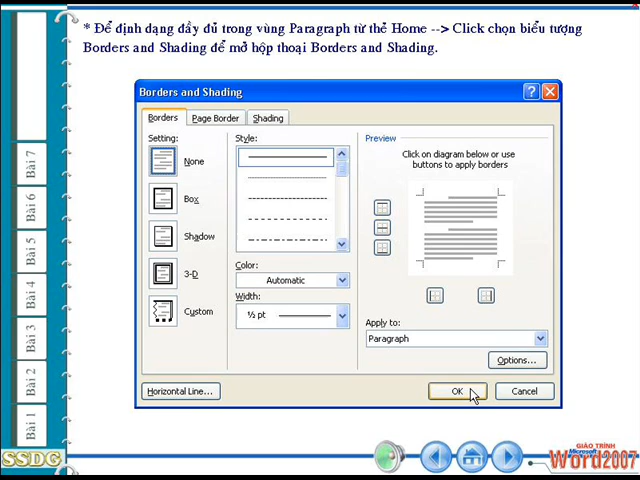 * Để định dạng đầy đủ trong vùng Paragraph từ thẻ Home --> Click chọn biểu tượng
Borders and Shading để mở hộp thoại Borders and Shading.
Borders and Shading
Borders
Page Border
Shading
Setting:
None
Box
Shadow
3-D
Custom
Style:
Color:
Automatic
Width:
½ pt
Preview
Click on diagram below or use
buttons to apply borders
Apply to:
Paragraph
Options...
Horizontal Line...
OK
Cancel
Bài 7
Bài 6
Bài 5
Bài 4
Bài 3
Bài 2
Bài 1
SSDG
GIÁO TRÌNH
Microsoft
Word2007